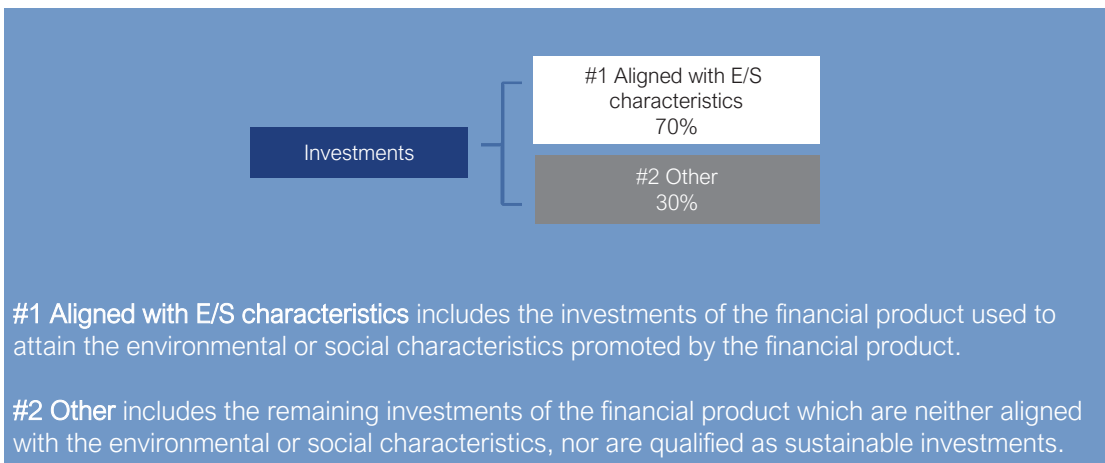 #1 Aligned with E/S
characteristics
70%
Investments
#2 Other
30%
#1 Aligned with E/S characteristics includes the investments of the financial product used to
attain the environmental or social characteristics promoted by the financial product.
#2 Other includes the remaining investments of the financial product which are neither aligned
with the environmental or social characteristics, nor are qualified as sustainable investments.